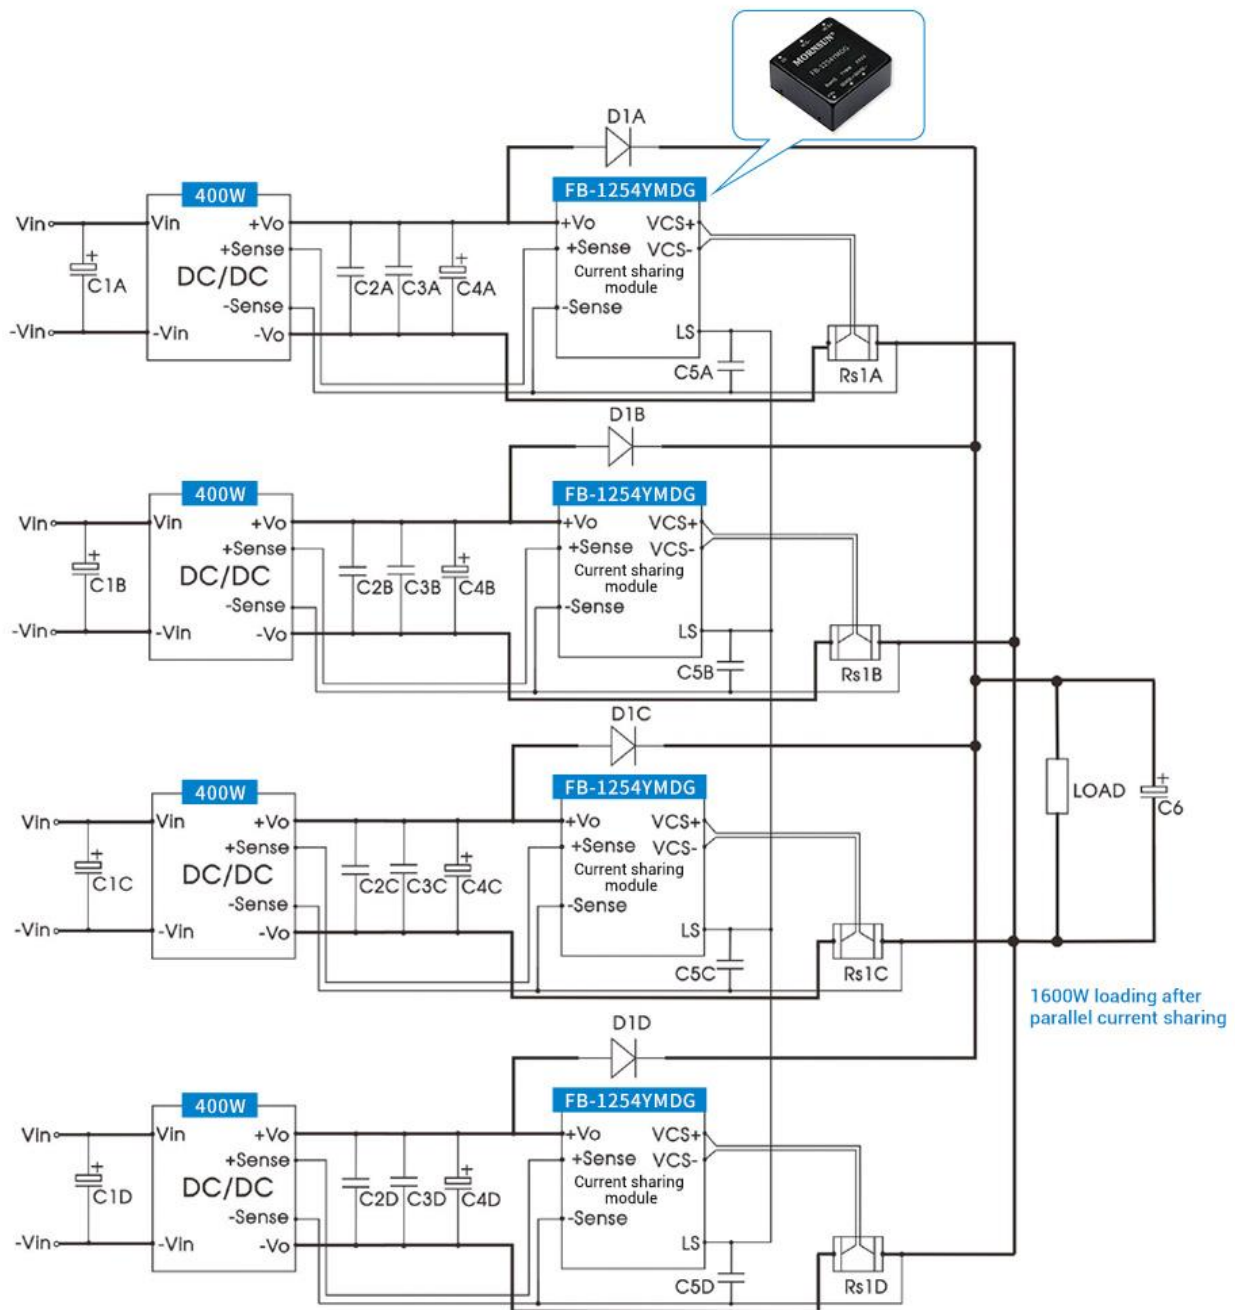 MORNSUN®
FB-1254YMDG
D1A
400W
FB-1254YMDG
Vin
Vin
+Vo
+Vo
VCS+
+Sense
+Sense
VCS-
C1A
DC/DC
C2A
C3A
C4A
Current sharing
module
-Sense
-Sense
-Vin
-Vin
-Vo
LS
C5A
Rs1A
D1B
400W
FB-1254YMDG
Vin
Vin
+Vo
+Vo
VCS+
+Sense
+Sense
VCS-
C1B
DC/DC
C2B
C3B
C4B
Current sharing
module
-Sense
-Sense
-Vin
-Vin
-Vo
LS
C5B
Rs1B
D1C
400W
FB-1254YMDG
LOAD
C6
Vin
Vin
+Vo
+Vo
VCS+
+Sense
+Sense
VCS-
C1C
DC/DC
C2C
C3C
C4C
Current sharing
module
-Sense
-Sense
-Vin
-Vin
-Vo
LS
C5C
Rs1C
1600W loading after
parallel current sharing
D1D
400W
FB-1254YMDG
Vin
Vin
+Vo
+Vo
VCS+
+Sense
+Sense
VCS-
C1D
DC/DC
C2D
C3D
C4D
Current sharing
module
-Sense
-Sense
-Vin
-Vin
-Vo
LS
C5D
Rs1D